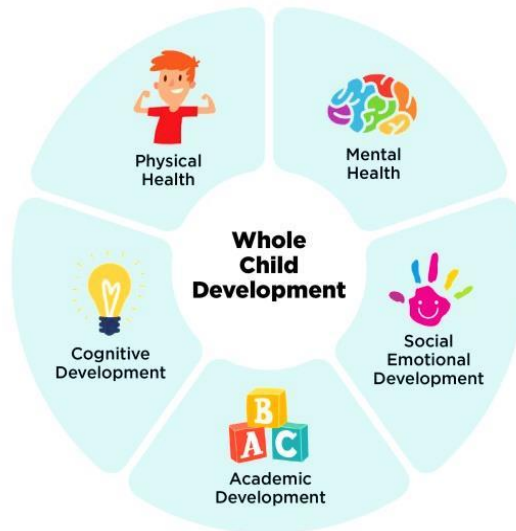 Physical
Health
Mental
Health
Whole
Child
Development
Cognitive
Development
Social
Emotional
Development
B
A C
Academic
Development